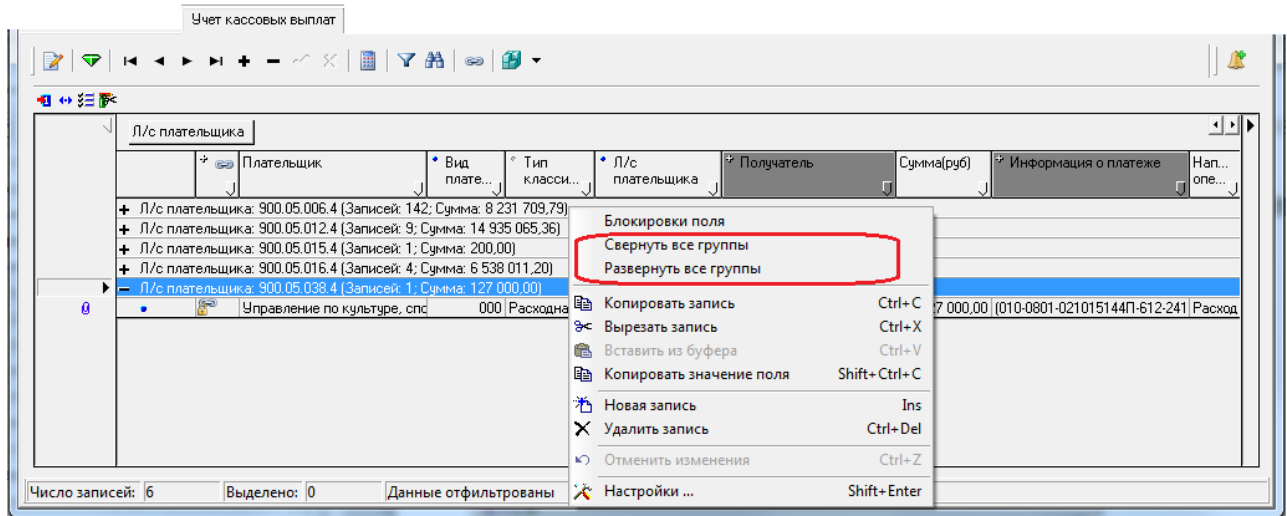 Учет кассовых выплат
Л/с плательщика
Плательщик
Вид
плате...
Тип
класси...
Л/с
плательщика
Получатель
Сумма(руб)
Информация о платеже
Нап...
опе...
Л/с плательщика: 900.05.006.4 (Записей: 142; Сумма: 8 231 709,79)
Л/с плательщика: 900.05.012.4 (Записей: 9; Сумма: 14 935 065,36)
Л/с плательщика: 900.05.015.4 (Записей: 1; Сумма: 200,00)
Л/с плательщика: 900.05.016.4 (Записей: 4; Сумма: 6 538 011,20)
Л/с плательщика: 900.05.038.4 (Записей: 1; Сумма: 127 000,00)
Управление по культуре, спо 000 Расходна 7 000,00 (010-0801-021015144П-612-241 Расход
Блокировки поля
Свернуть все группы
Развернуть все группы
Копировать запись Ctrl+C
Вырезать запись Ctrl+X
Вставить из буфера Ctrl+V
Копировать значение поля Shift+Ctrl+C
Новая запись Ins
Удалить запись Ctrl+Del
Отменить изменения Ctrl+Z
Настройки ... Shift+Enter
Число записей: 6 Выделено: 0 Данные отфильтрованы